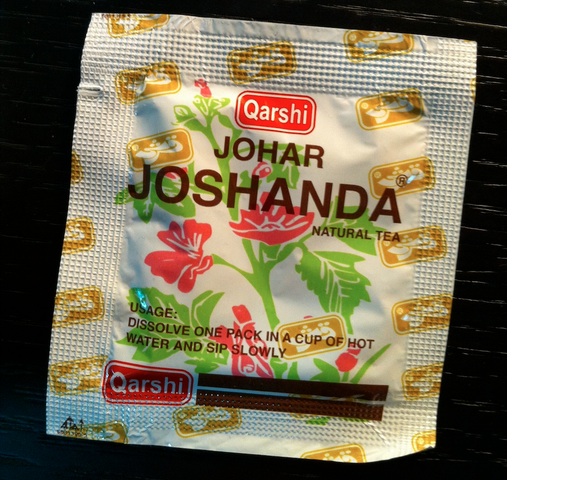 Qarshi
JOHAR
JOSHANDA®
NATURAL TEA
USAGE:
DISSOLVE ONE PACK IN A CUP OF HOT
WATER AND SIP SLOWLY
Qarshi